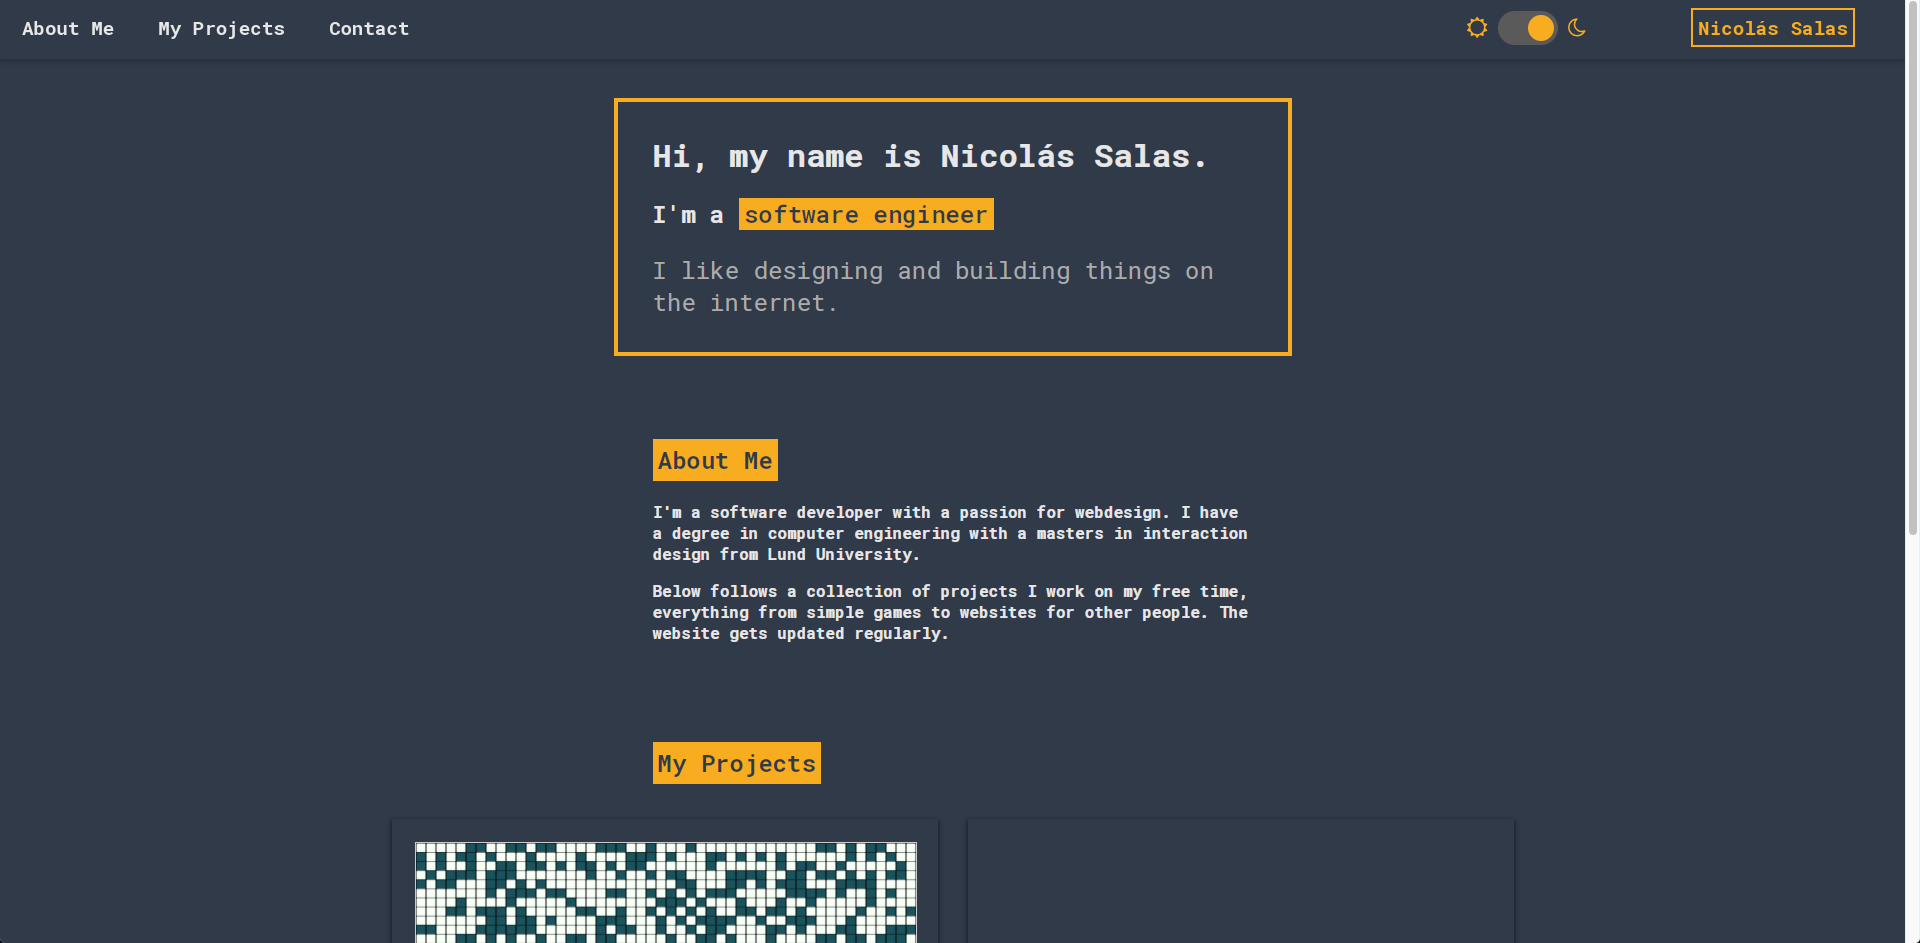 About Me
My Projects
Contact
Nicolás Salas
Hi, my name is Nicolás Salas.
I'm a software engineer
I like designing and building things on
the internet.
About Me
I'm a software developer with a passion for webdesign. I have
a degree in computer engineering with a masters in interaction
design from Lund University.
Below follows a collection of projects I work on my free time,
everything from simple games to websites for other people. The
website gets updated regularly.
My Projects